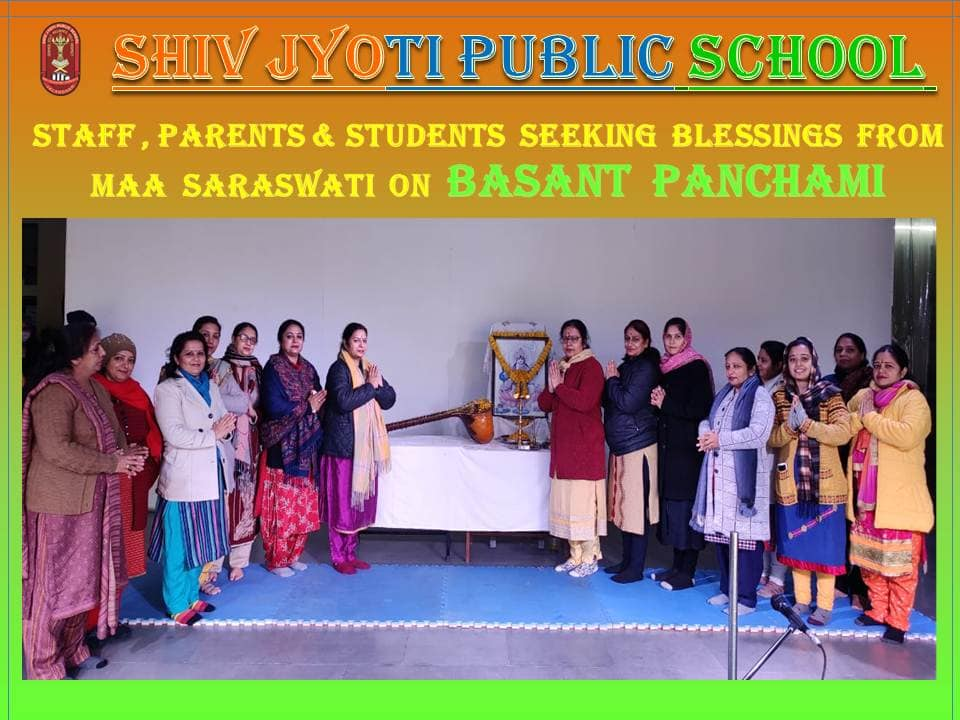 SHIV JYOTI PUBLIC SCHOOL
STAFF , PARENTS & STUDENTS SEEKING BLESSINGS FROM
MAA SARASWATI ON BASANT PANCHAMI